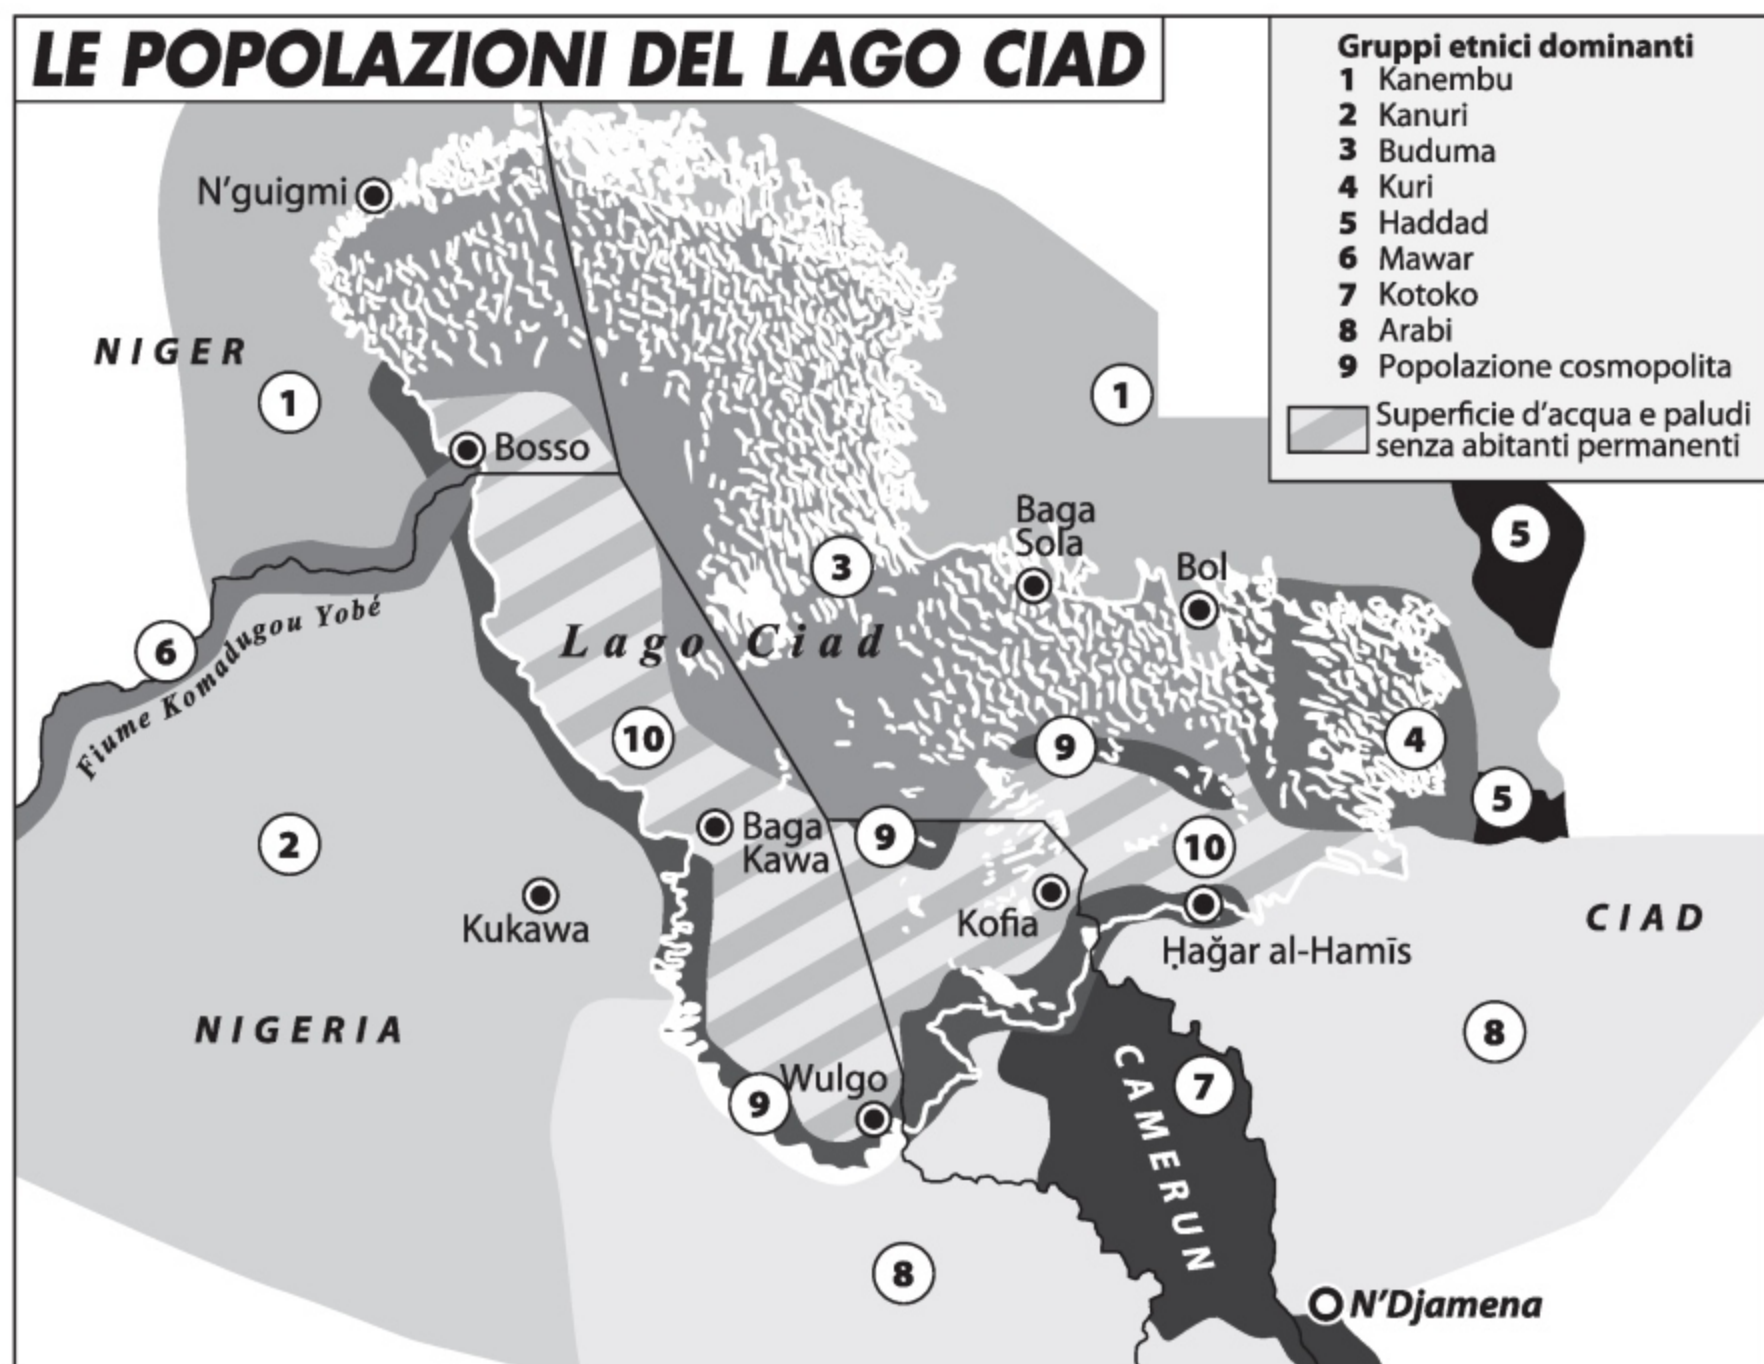 LE POPOLAZIONI DEL LAGO CIAD
Gruppi etnici dominanti
1 Kanembu
2 Kanuri
3 Buduma
4 Kuri
5 Haddad
6 Mawar
7 Kotoko
8 Arabi
9 Popolazione cosmopolita
Superficie d'acqua e paludi
senza abitanti permanenti
N'guigmi
NIGER
1
1
Bosso
Baga
Sola
5
3
Bol
Fiume Komadugou Yobé
6
Lago Ciad
10
9
4
5
2
Baga
Kawa
9
10
Kukawa
Kofia
Ḥağar al-Hamīs
CIAD
NIGERIA
8
Wulgo
9
7
CAMERUN
8
N'Djamena